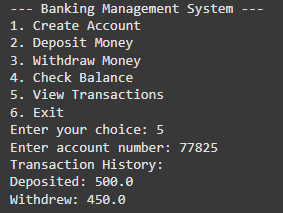 --- Banking Management System ---
1. Create Account
2. Deposit Money
3. Withdraw Money
4. Check Balance
5. View Transactions
6. Exit
Enter your choice: 5
Enter account number: 77825
Transaction History:
Deposited: 500.0
Withdrew: 450.0